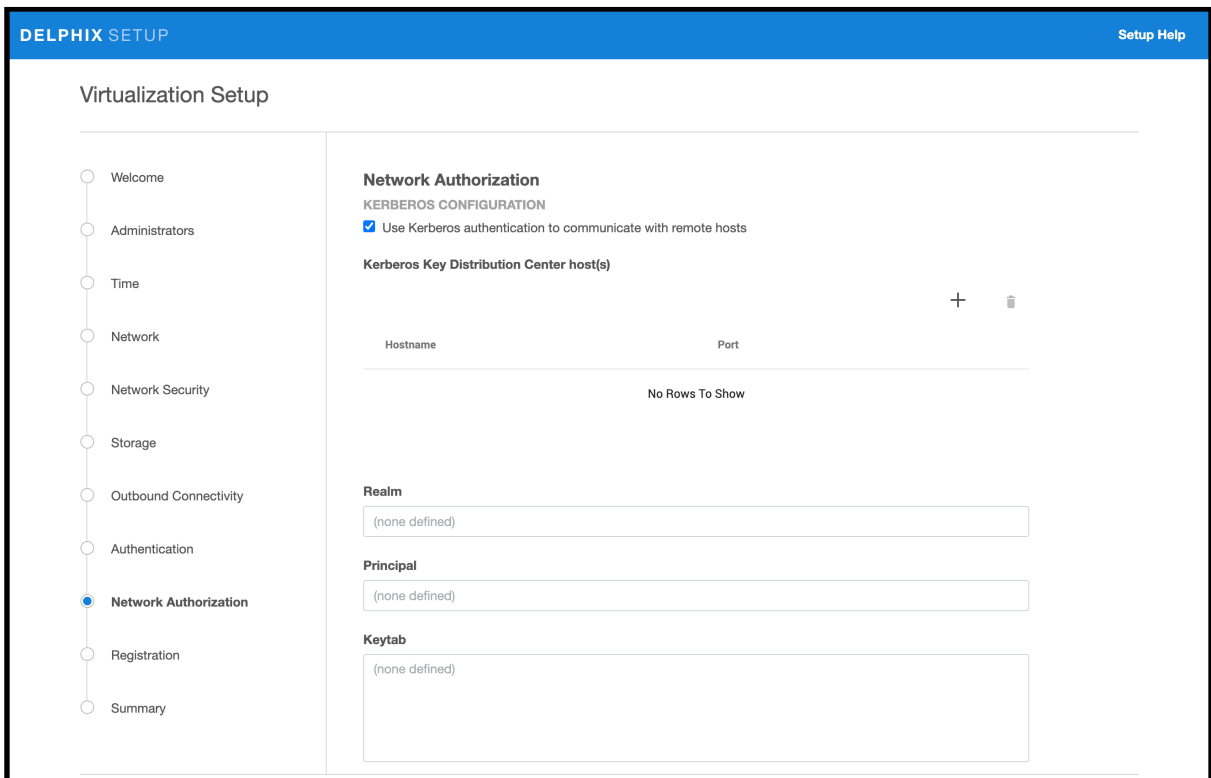 DELPHIX SETUP
Setup Help
Virtualization Setup
Welcome
Administrators
Time
Network
Network Security
Storage
Outbound Connectivity
Authentication
Network Authorization
Registration
Summary
Network Authorization
KERBEROS CONFIGURATION
Use Kerberos authentication to communicate with remote hosts
Kerberos Key Distribution Center host(s)
Hostname Port
No Rows To Show
Realm
(none defined)
Principal
(none defined)
Keytab
(none defined)